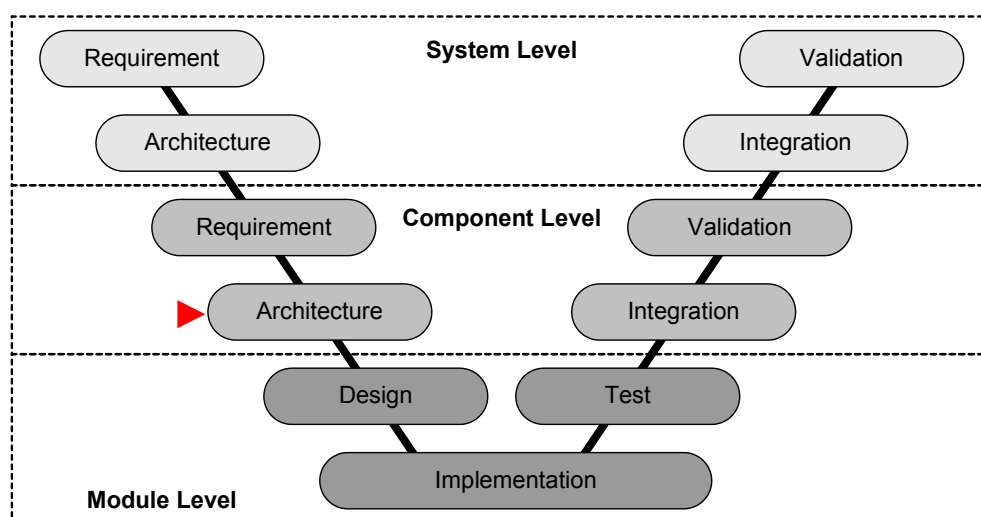 System Level
Requirement
Validation
Architecture
Integration
Component Level
Requirement
Validation
Architecture
Integration
Design
Test
Implementation
Module Level